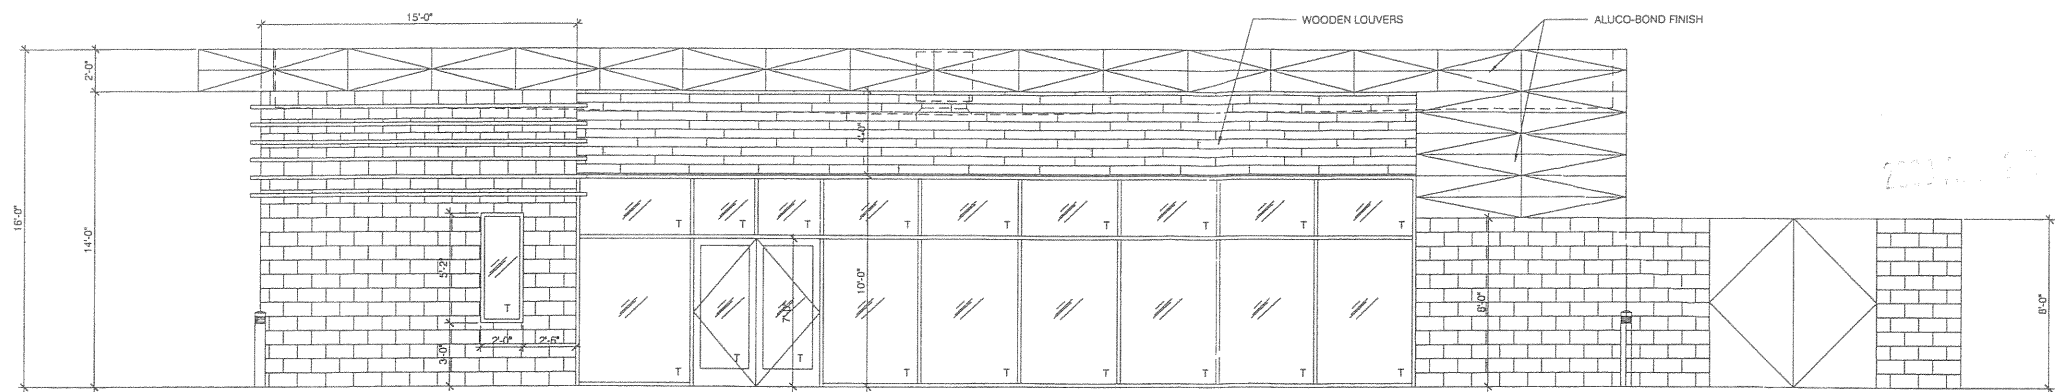 15'-0"
WOODEN LOUVERS
ALUCO-BOND FINISH
2'-0"
16'-0"
14'-0"
4'-0"
T T T T T T T T T
5'-2"
10'-0"
7'-0"
8'-0"
8'-0"
T
2'-0"
2'-6"
3'-0"
T T T T T T T T T